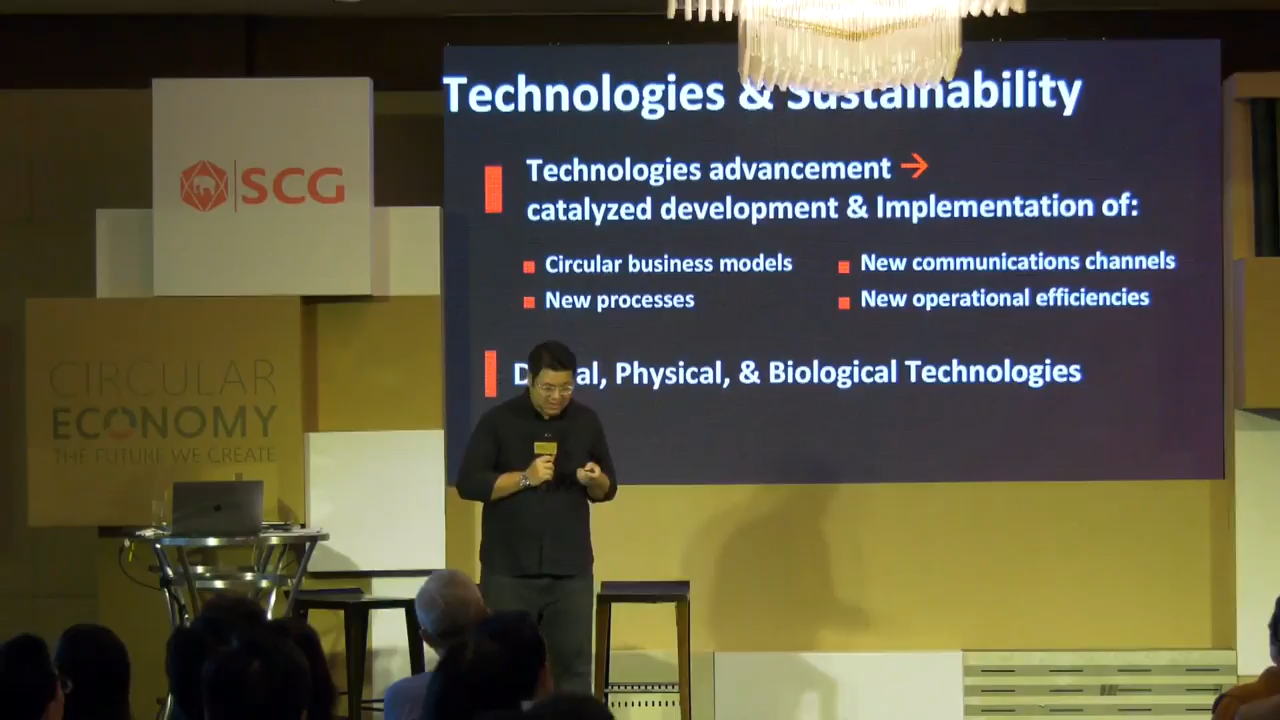 Technologies & Sustainability
Technologies advancement →
catalyzed development & Implementation of:
Circular business models
New processes
New communications channels
New operational efficiencies
al, Physical, & Biological Technologies
SCG
CIRCULAR
ECONOMY
THE FUTURE WE CREATE